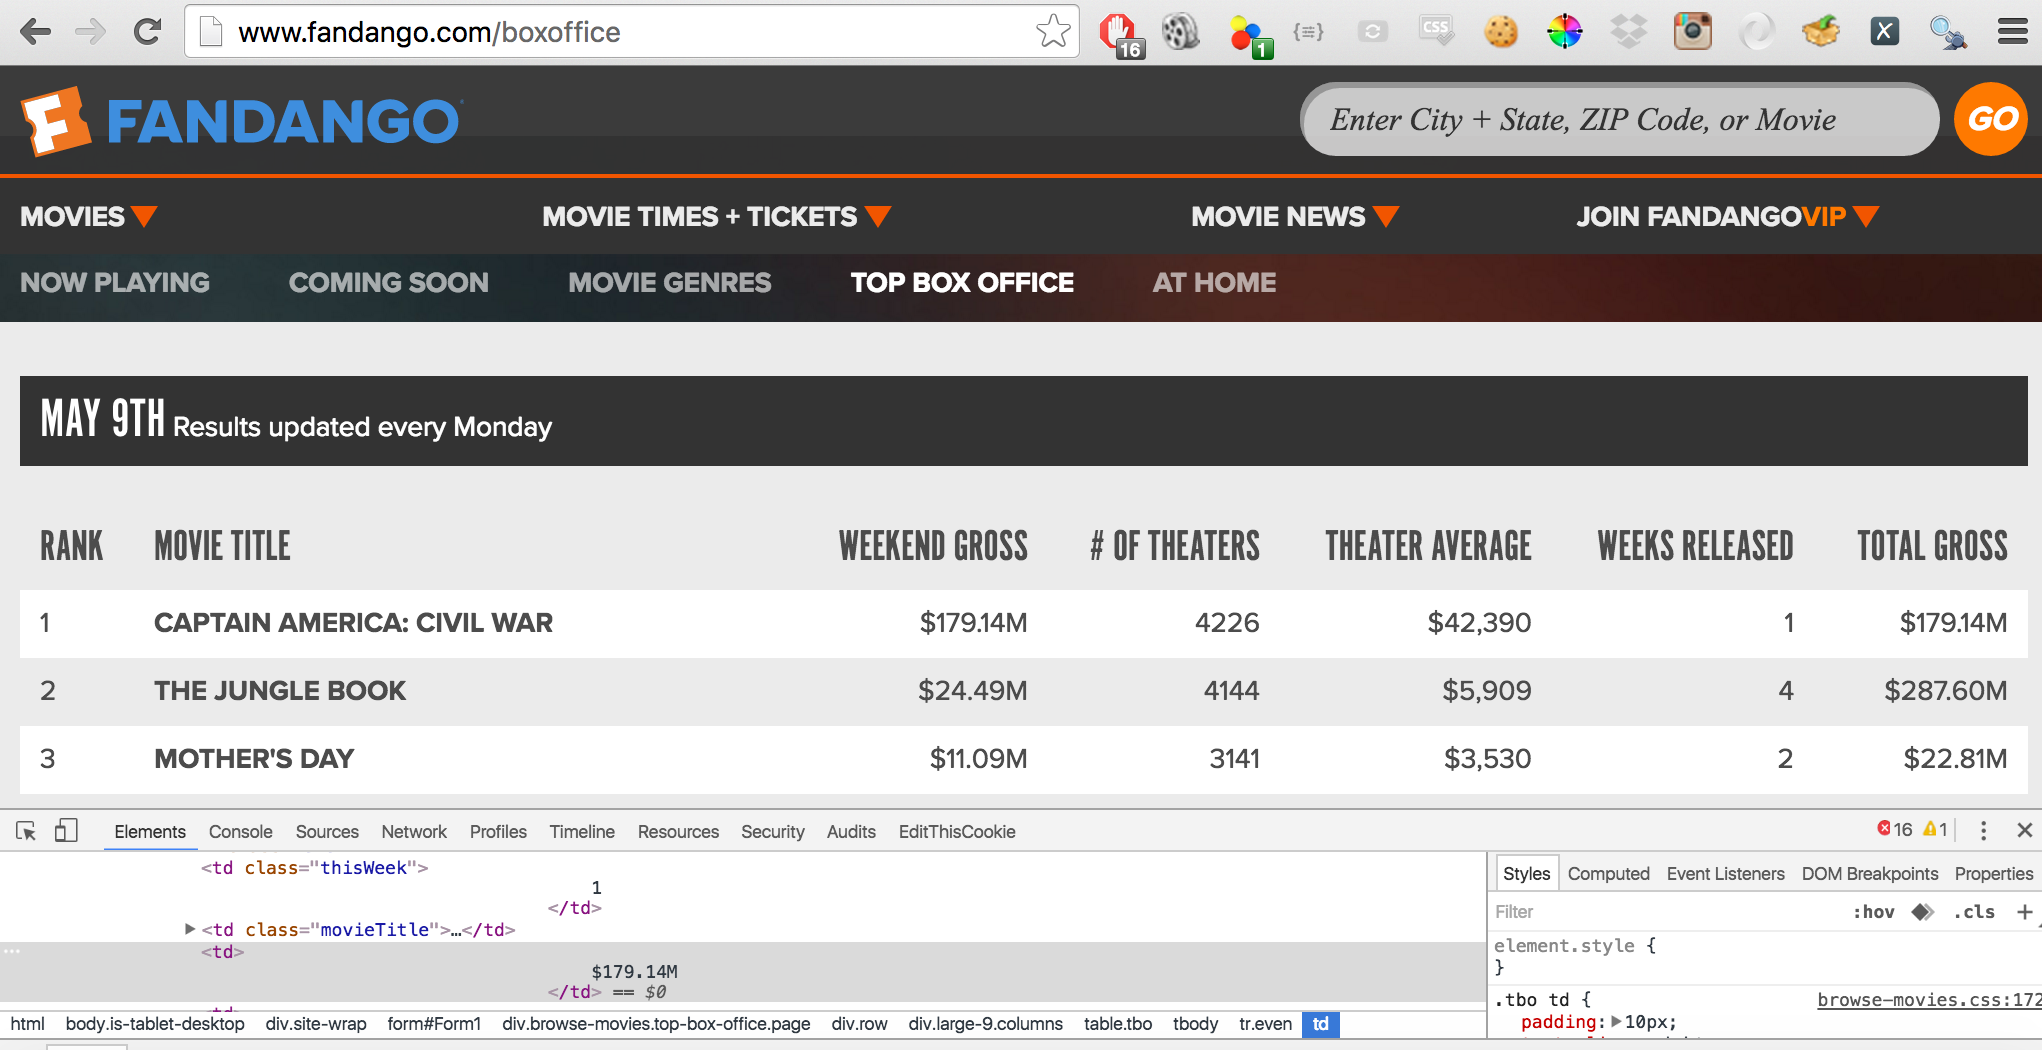 www.fandango.com/boxoffice
16
1
{≡}
CSS
X
F FANDANGO
Enter City + State, ZIP Code, or Movie
GO
MOVIES MOVIE TIMES + TICKETS MOVIE NEWS JOIN FANDANGOVIP
NOW PLAYING COMING SOON MOVIE GENRES TOP BOX OFFICE AT HOME
MAY 9TH Results updated every Monday
RANK MOVIE TITLE WEEKEND GROSS # OF THEATERS THEATER AVERAGE WEEKS RELEASED TOTAL GROSS
1 CAPTAIN AMERICA: CIVIL WAR $179.14M 4226 $42,390 1 $179.14M
2 THE JUNGLE BOOK $24.49M 4144 $5,909 4 $287.60M
3 MOTHER'S DAY $11.09M 3141 $3,530 2 $22.81M
Elements Console Sources Network Profiles Timeline Resources Security Audits EditThisCookie 16 1
<td class="thisWeek">
1
</td>
<td class="movieTitle">…</td>
<td>
$179.14M
</td> == $0
html body.is-tablet-desktop div.site-wrap form#Form1 div.browse-movies.top-box-office.page div.row div.large-9.columns table.tbo tbody tr.even td
Styles Computed Event Listeners DOM Breakpoints Properties
Filter :hov .cls +
element.style {
}
.tbo td { browse-movies.css:172
padding: 10px;